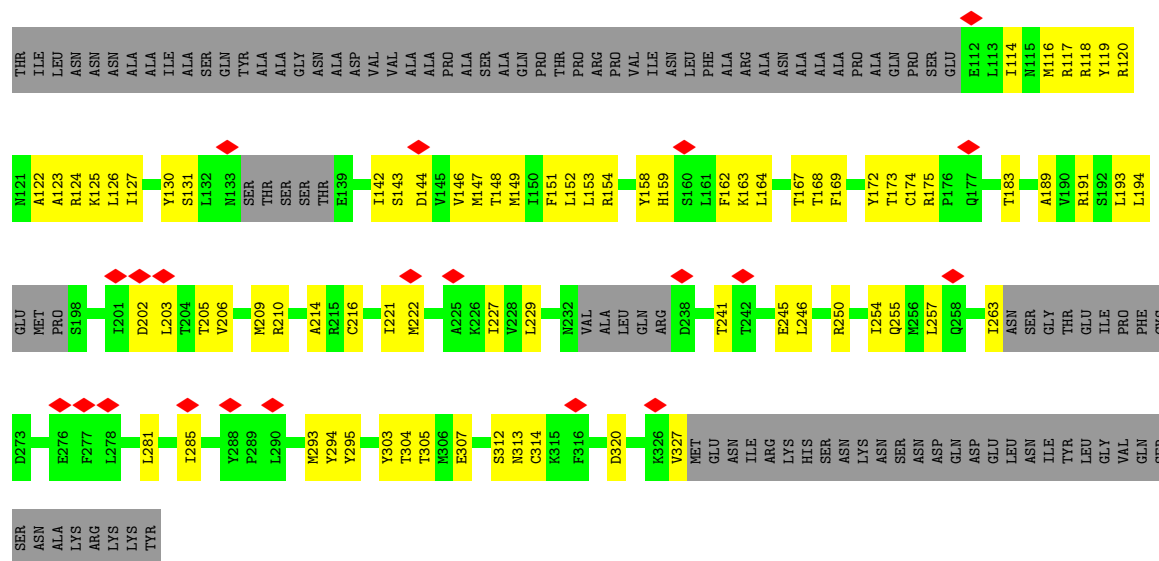 THR ILE LEU ASN ASN ASN ALA ALA ILE ALA SER GLN TYR ALA ALA GLY ASN ALA ASP VAL VAL ALA ALA PRO ALA SER ALA GLN PRO THR PRO ARG PRO VAL ILE ASN LEU PHE ALA ARG ALA ASN ALA ALA ALA PRO ALA GLN PRO SER GLU E112 L113 I114 N115 M116 R117 R118 Y119 R120
N121 A122 A123 R124 K125 L126 I127 Y130 S131 L132 N133 SER THR SER SER THR E139 I142 S143 D144 V145 V146 M147 T148 M149 I150 F151 L152 L153 R154 Y158 H159 S160 L161 F162 K163 L164 T167 T168 F169 Y172 T173 C174 R175 P176 Q177 T183 A189 V190 R191 S192 L193 L194
GLU MET PRO S198 I201 D202 L203 T204 T205 V206 M209 R210 A214 R215 C216 I221 M222 A225 K226 I227 V228 L229 N232 VAL ALA LEU GLN ARG D238 T241 T242 E245 L246 R250 I254 Q255 M256 L257 Q258 I263 ASN SER GLY THR GLU ILE PRO PHE
D273 E276 F277 L278 L281 I285 Y288 P289 L290 M293 Y294 Y295 Y303 T304 T305 M306 E307 S312 N313 C314 K315 F316 D320 K326 V327 MET GLU ASN ILE ARG LYS HIS SER ASN LYS ASN SER ASN ASP GLN ASP GLU LEU ASN ILE TYR LEU GLY VAL GLN
SER ASN ALA LYS ARG LYS LYS TYR